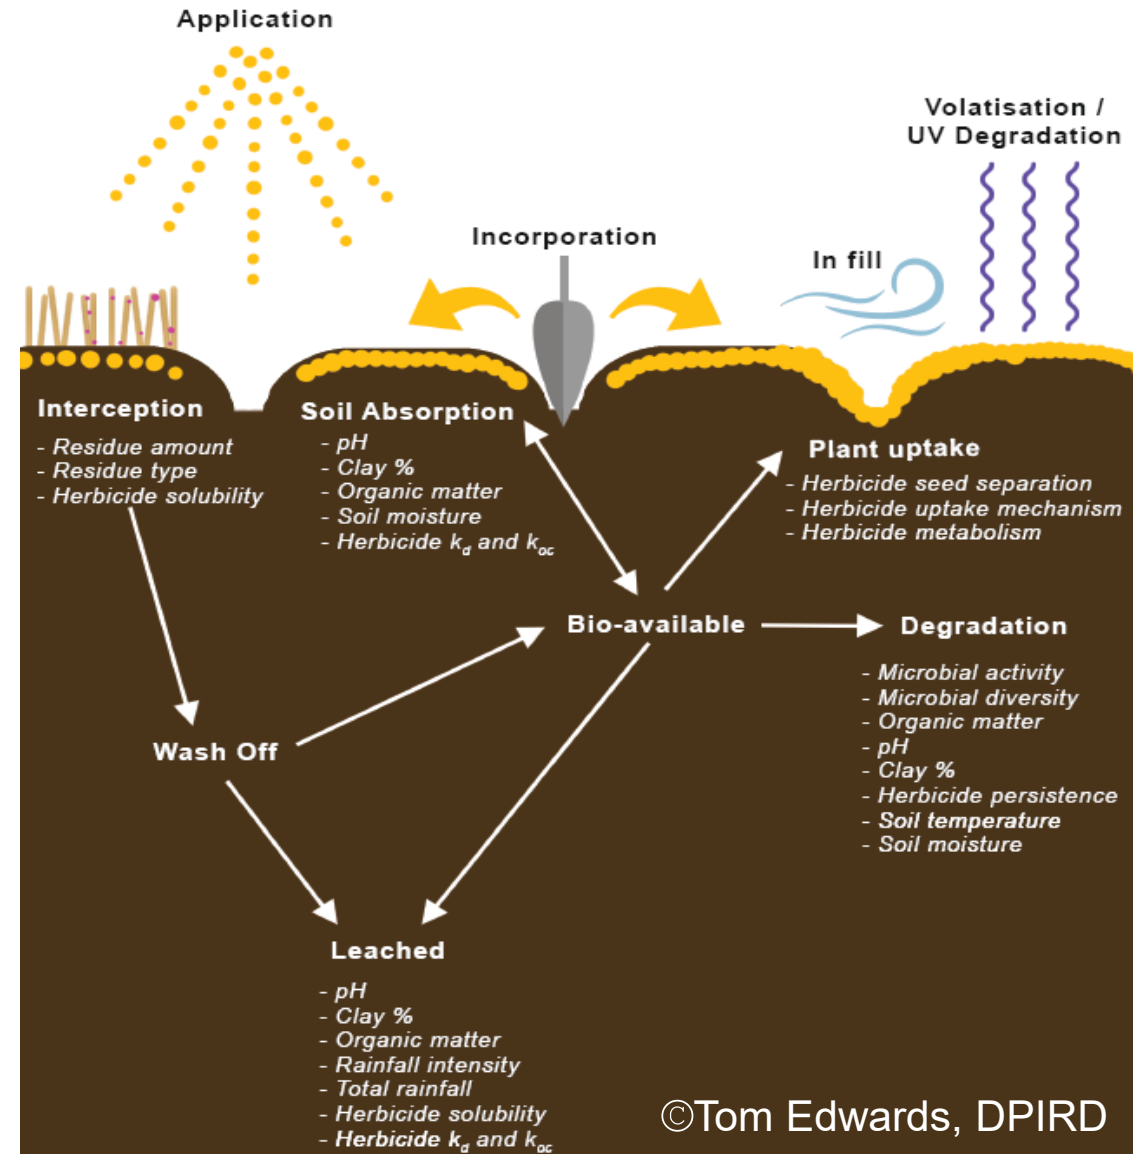 Application
Volatisation /
UV Degradation
Incorporation
In fill
Interception
- Residue amount
- Residue type
- Herbicide solubility
Soil Absorption
- pH
- Clay %
- Organic matter
- Soil moisture
- Herbicide kd and koc
Plant uptake
- Herbicide seed separation
- Herbicide uptake mechanism
- Herbicide metabolism
Bio-available
Degradation
- Microbial activity
- Microbial diversity
- Organic matter
- pH
- Clay %
- Herbicide persistence
- Soil temperature
- Soil moisture
Wash Off
Leached
- pH
- Clay %
- Organic matter
- Rainfall intensity
- Total rainfall
- Herbicide solubility
- Herbicide kd and koc
©Tom Edwards, DPIRD